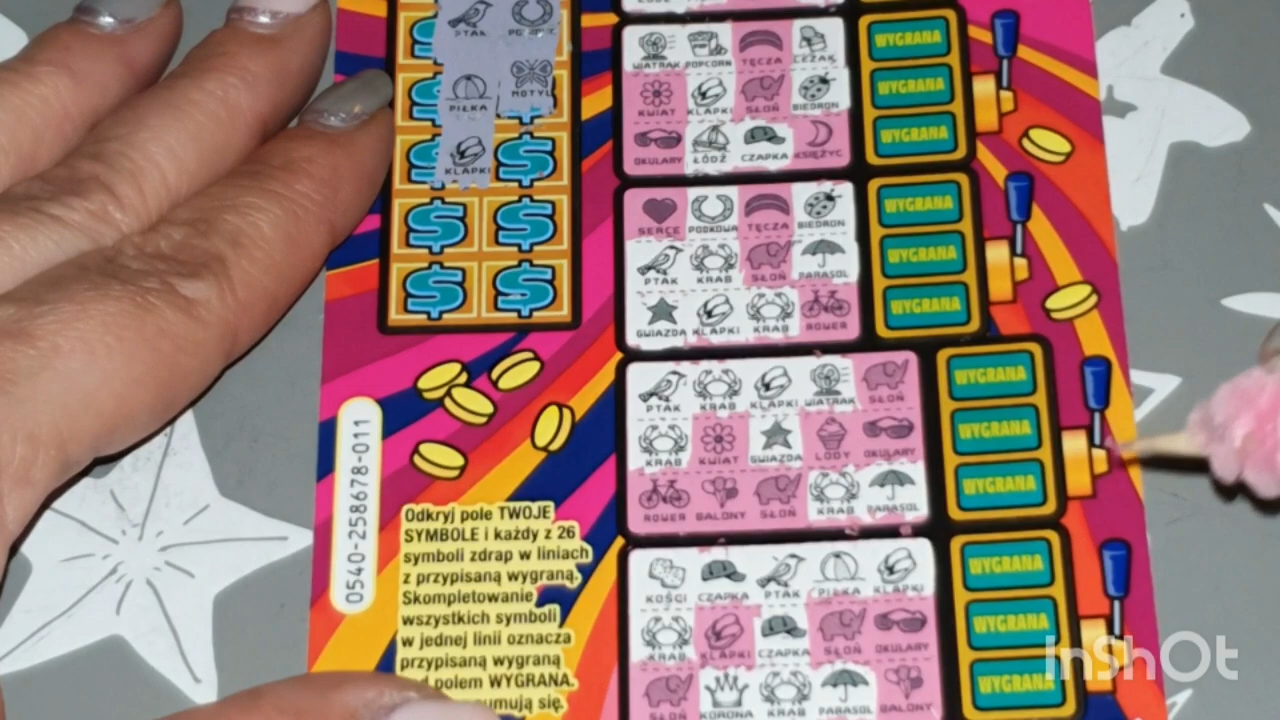 PTAK
PIŁKA MOTYL
KLAPKI
0540-258678-011
Odkryj pole TWOJE
SYMBOLE i każdy z 26
symboli zdrap w liniach
z przypisaną wygraną.
Skompletowanie
wszystkich symboli
w jednej linii oznacza
przypisaną wygraną
polem WYGRANA.
się.
WIATRAK POPCORN TĘCZA LEŻAK
KWIAT KLAPKI SŁOŃ BIEDRON
OKULARY ŁÓDŹ CZAPKA KSIĘŻYC
WYGRANA
WYGRANA
WYGRANA
SERCE PODKOWA TĘCZA BIEDRON
PTAK KRAB SŁOŃ PARASOL
GWIAZDA KLAPKI KRAB ROWER
WYGRANA
WYGRANA
WYGRANA
PTAK KRAB KLAPKI WIATRAK SŁOŃ
KRAB KWIAT GWIAZDA LODY OKULARY
ROWER BALONY SŁOŃ KRAB PARASOL
WYGRANA
WYGRANA
WYGRANA
KOŚCI CZAPKA PTAK PIŁKA KLAPKI
KRAB KLAPKI CZAPKA SŁOŃ OKULARY
SŁOŃ KORONA KRAB PARASOL BALONY
WYGRANA
WYGRANA
WYGRANA
InShOt